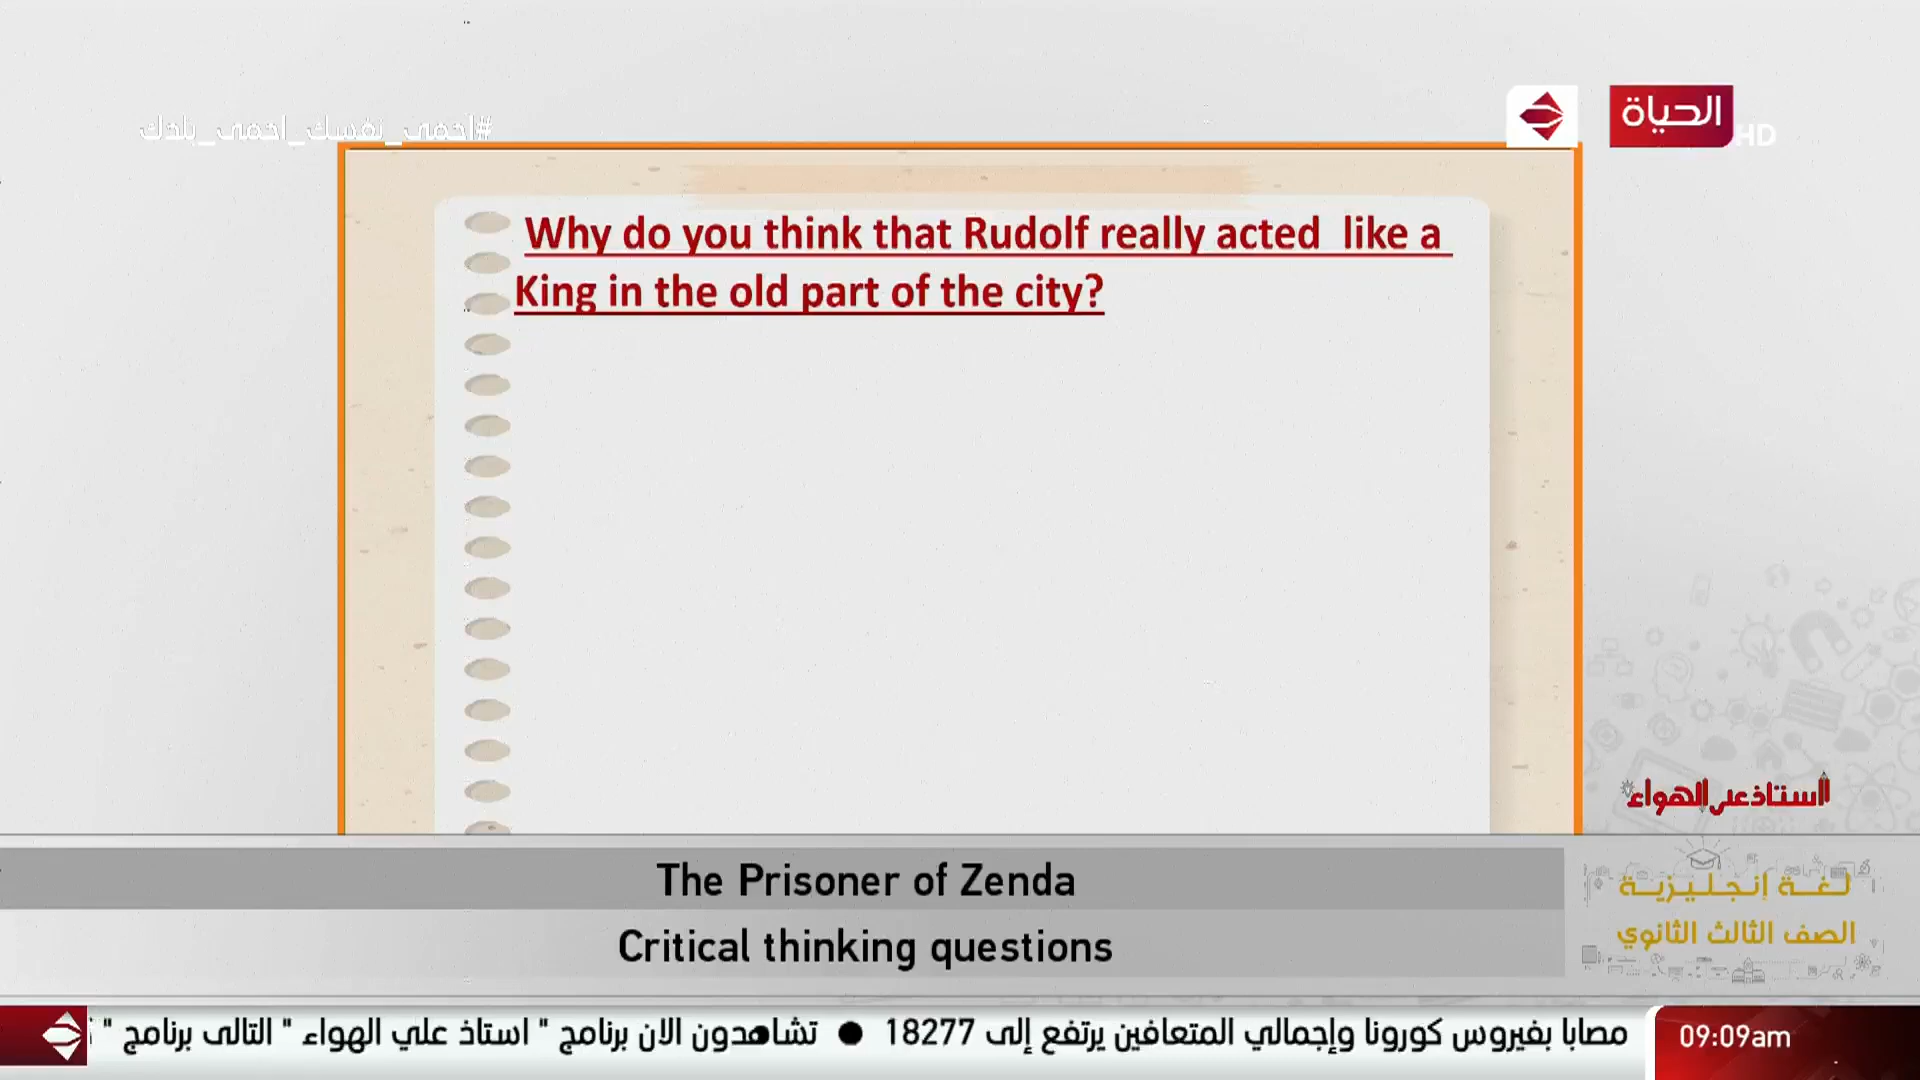 #احمي_نفسك_احمي_بلدك
الحياة
HD
Why do you think that Rudolf really acted like a
King in the old part of the city?
أستاذ على الهواء
The Prisoner of Zenda
Critical thinking questions
لغة إنجليزية
الصف الثالث الثانوي
مصابا بفيروس كورونا وإجمالي المتعافين يرتفع إلى 18277 ● تشاهدون الان برنامج " استاذ علي الهواء " التالى برنامج "
09:09am